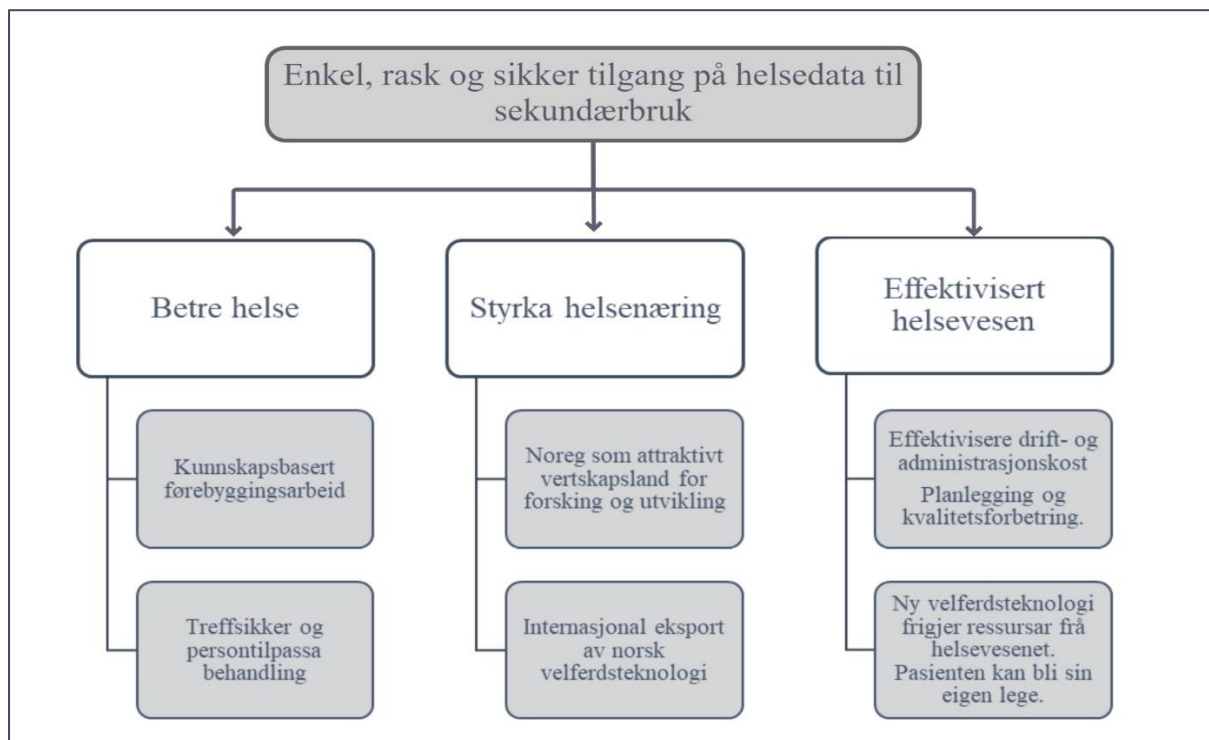 Enkel, rask og sikker tilgang på helsedata til
sekundærbruk
Betre helse
Kunnskapsbasert
førebyggingsarbeid
Treffsikker og
persontilpassa
behandling
Styrka helsenæring
Noreg som attraktivt
vertskapsland for
forsking og utvikling
Internasjonal eksport
av norsk
velferdsteknologi
Effektivisert
helsevesen
Effektivisere drift- og
administrasjonskost
Planlegging og
kvalitetsforbetring.
Ny velferdsteknologi
frigjer ressursar frå
helsevesenet.
Pasienten kan bli sin
eigen lege.